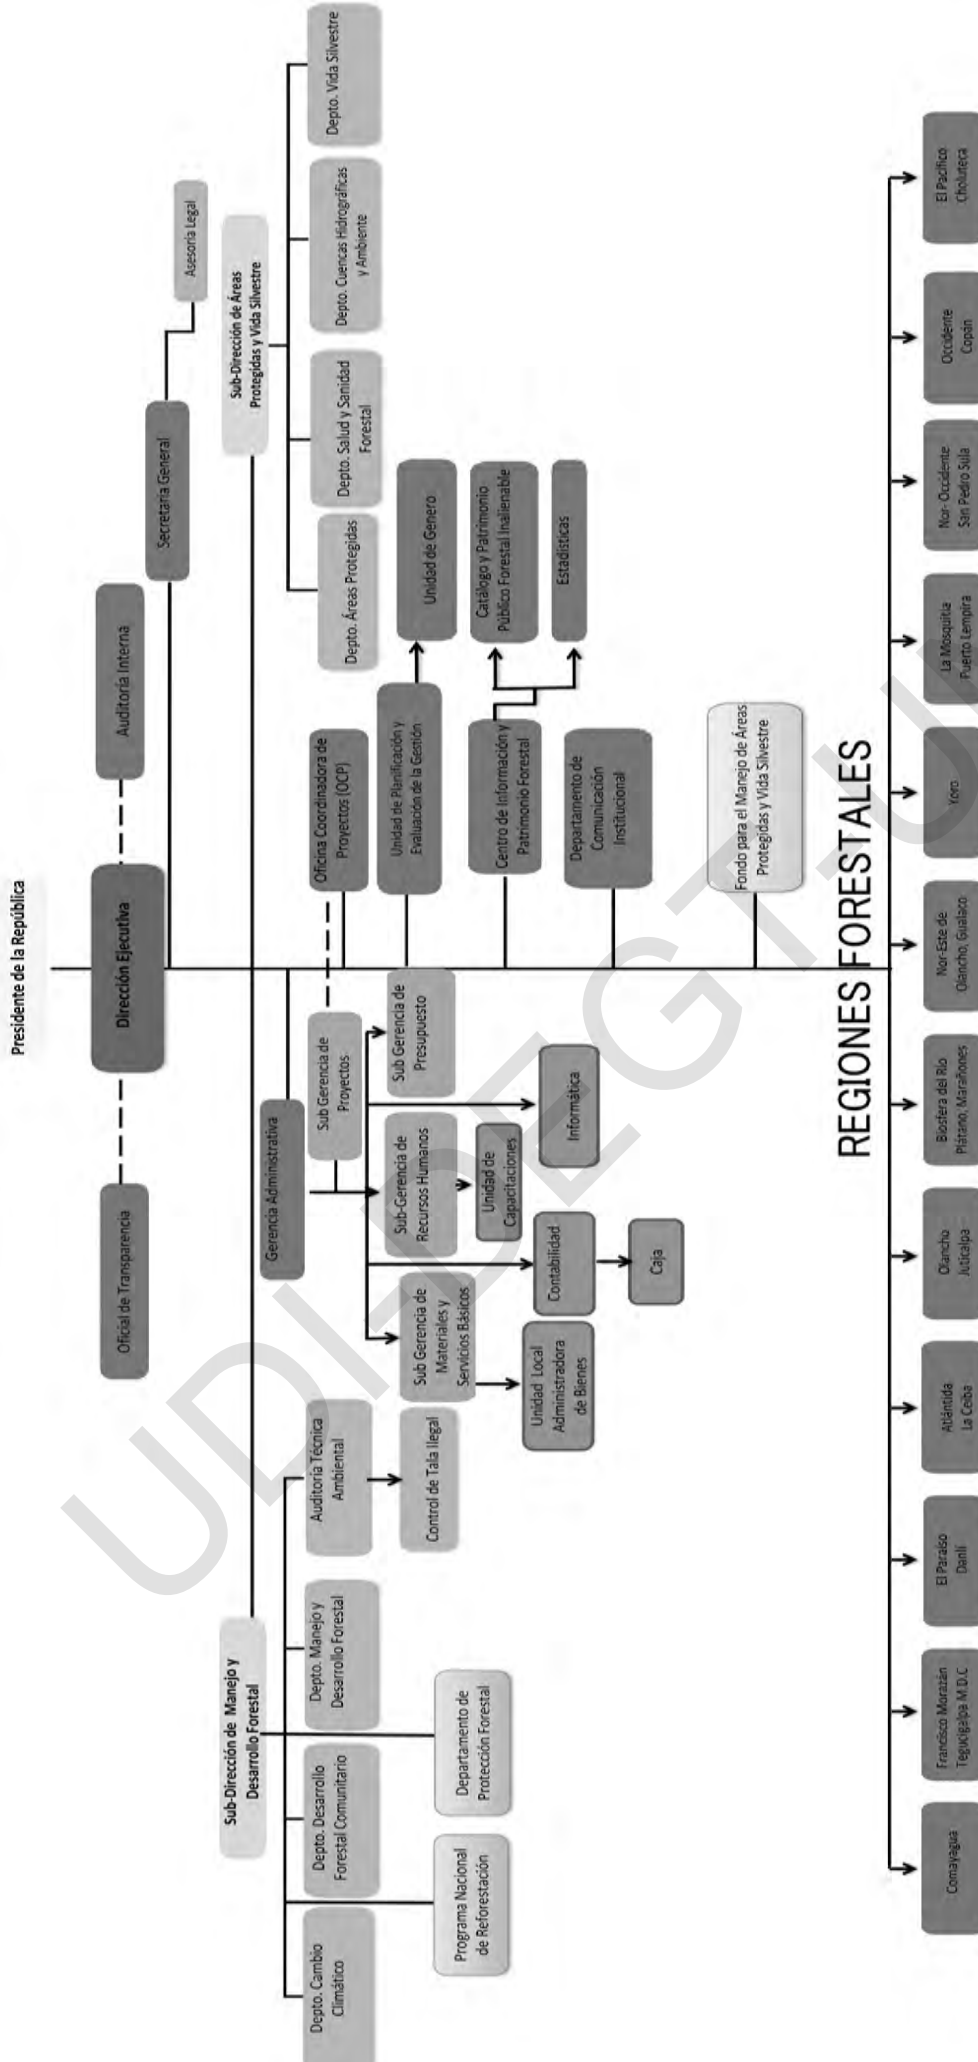 Presidente de la República
Oficial de Transparencia
Dirección Ejecutiva
Auditoría Interna
Secretaría General
Asesoría Legal
Sub-Dirección de Manejo y
Desarrollo Forestal
Sub-Dirección de Áreas
Protegidas y Vida Silvestre
Gerencia Administrativa
Depto. Cambio
Climático
Depto. Desarrollo
Forestal Comunitario
Depto. Manejo y
Desarrollo Forestal
Auditoría Técnica
Ambiental
Control de Tala Ilegal
Programa Nacional
de Reforestación
Departamento de
Protección Forestal
Sub Gerencia de
Proyectos
Sub Gerencia de
Materiales y
Servicios Básicos
Sub-Gerencia de
Recursos Humanos
Sub Gerencia de
Presupuesto
Unidad Local
Administradora
de Bienes
Contabilidad
Caja
Unidad de
Capacitaciones
Informática
Oficina Coordinadora de
Proyectos (OCP)
Unidad de Planificación y
Evaluación de la Gestión
Unidad de Genero
Centro de Información y
Patrimonio Forestal
Catálogo y Patrimonio
Público Forestal Inalienable
Estadísticas
Departamento de
Comunicación
Institucional
Fondo para el Manejo de Áreas
Protegidas y Vida Silvestre
Depto. Áreas Protegidas
Depto. Salud y Sanidad
Forestal
Depto. Cuencas Hidrográficas
y Ambiente
Depto. Vida Silvestre
REGIONES FORESTALES
Comayagua
Francisco Morazán
Tegucigalpa M.D.C
El Paraíso
Danlí
Atlántida
La Ceiba
Olancho
Juticalpa
Biosfera del Río
Plátano, Marañones
Nor-Este de
Olancho, Gualaco
Yoro
La Mosquitia
Puerto Lempira
Nor- Occidente
San Pedro Sula
Occidente
Copán
El Pacífico
Choluteca
UDI-DEGT-U